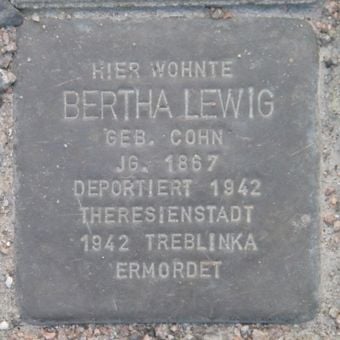 HIER WOHNTE
BERTHA LEWIG
GEB. COHN
JG. 1867
DEPORTIERT 1942
THERESIENSTADT
1942 TREBLINKA
ERMORDET